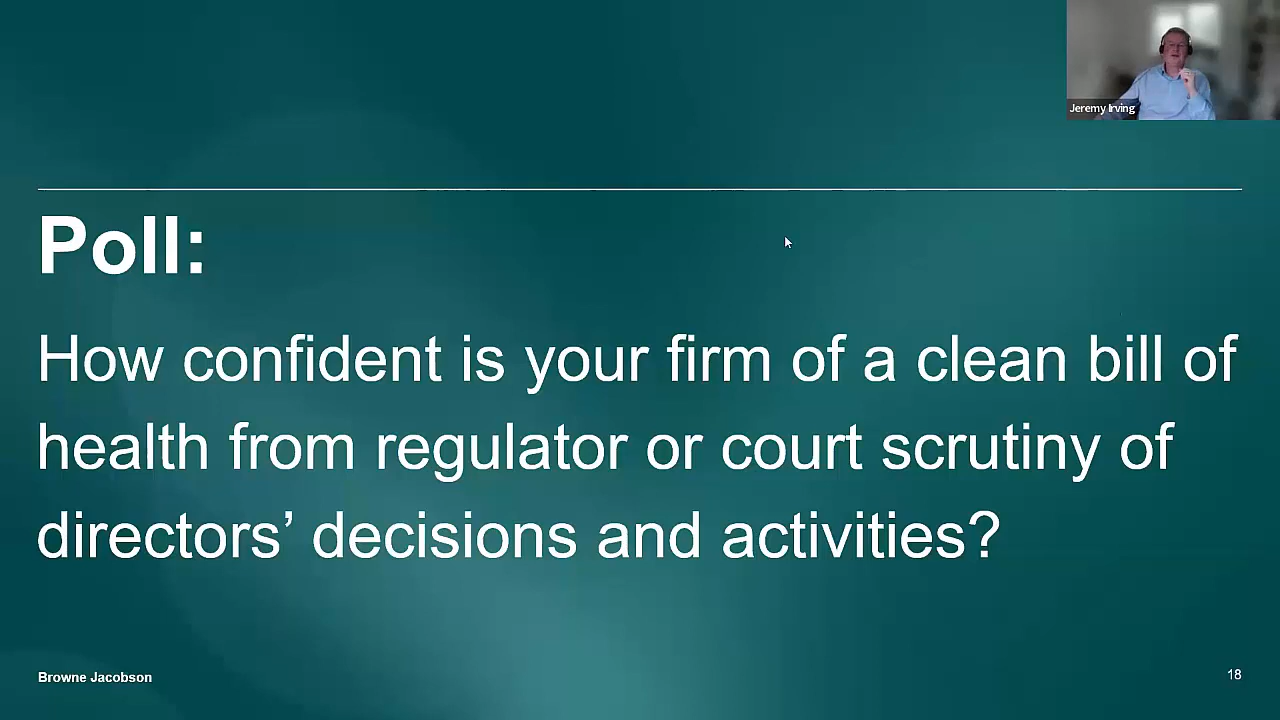 Jeremy Irving
Poll:
How confident is your firm of a clean bill of
health from regulator or court scrutiny of
directors’ decisions and activities?
Browne Jacobson
18